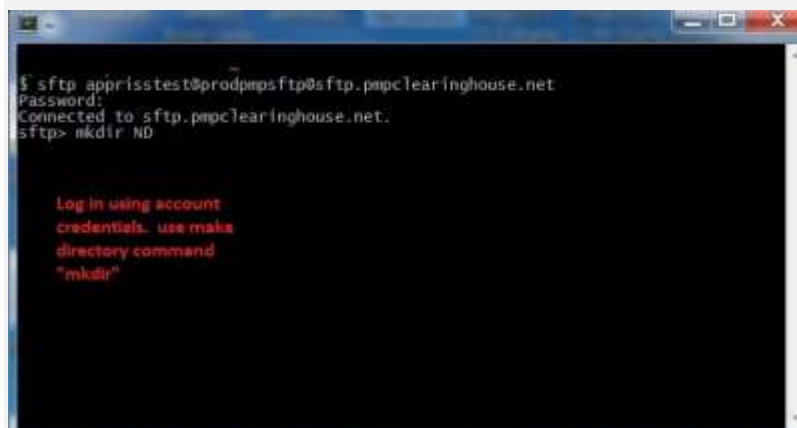 $ sftp apprisstest@prodpmpsftp@sftp.pmpclearinghouse.net
Password:
Connected to sftp.pmpclearinghouse.net.
sftp> mkdir ND
Log in using account
credentials. use make
directory command
"mkdir"